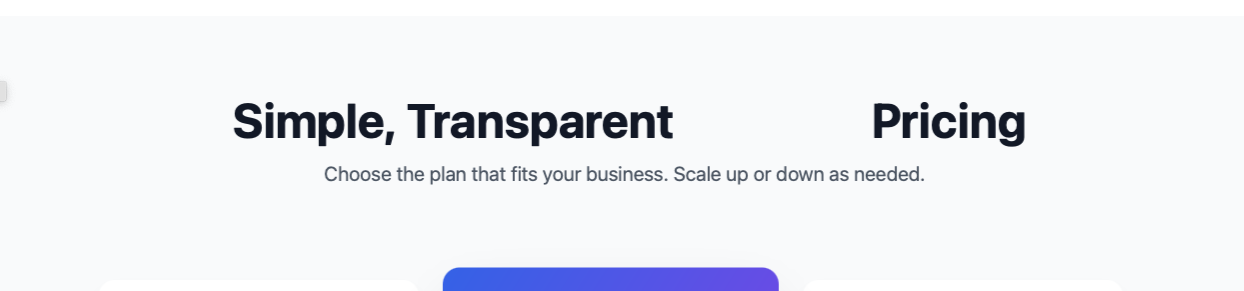 Simple, Transparent Pricing
Choose the plan that fits your business. Scale up or down as needed.